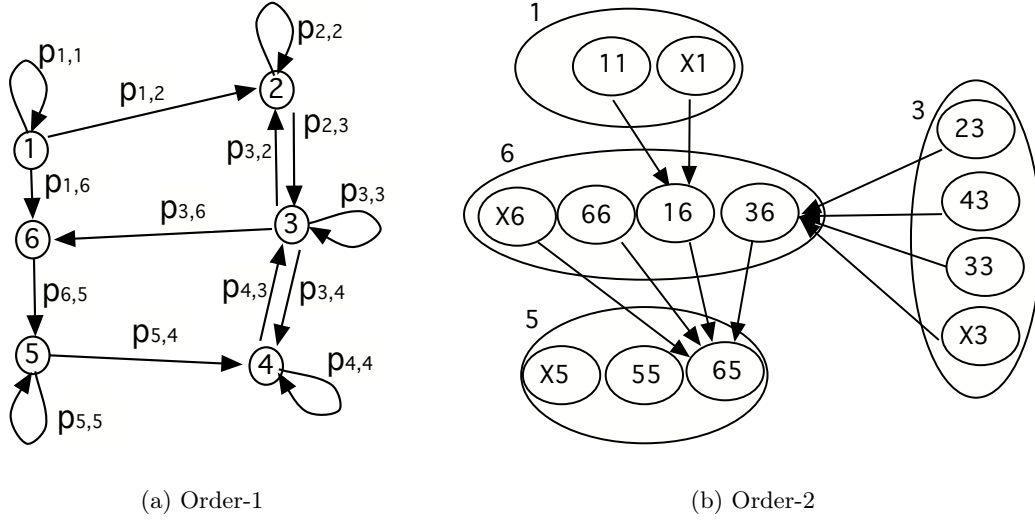 p1,1
p2,2
2
p1,2
1
p2,3
p3,2
p1,6
p3,3
p3,6
3
6
p4,3
p3,4
p6,5
p5,4
5
4
p4,4
p5,5
(a) Order-1
1
11
X1
3
23
6
43
X6
66
16
36
33
5
X3
X5
55
65
(b) Order-2